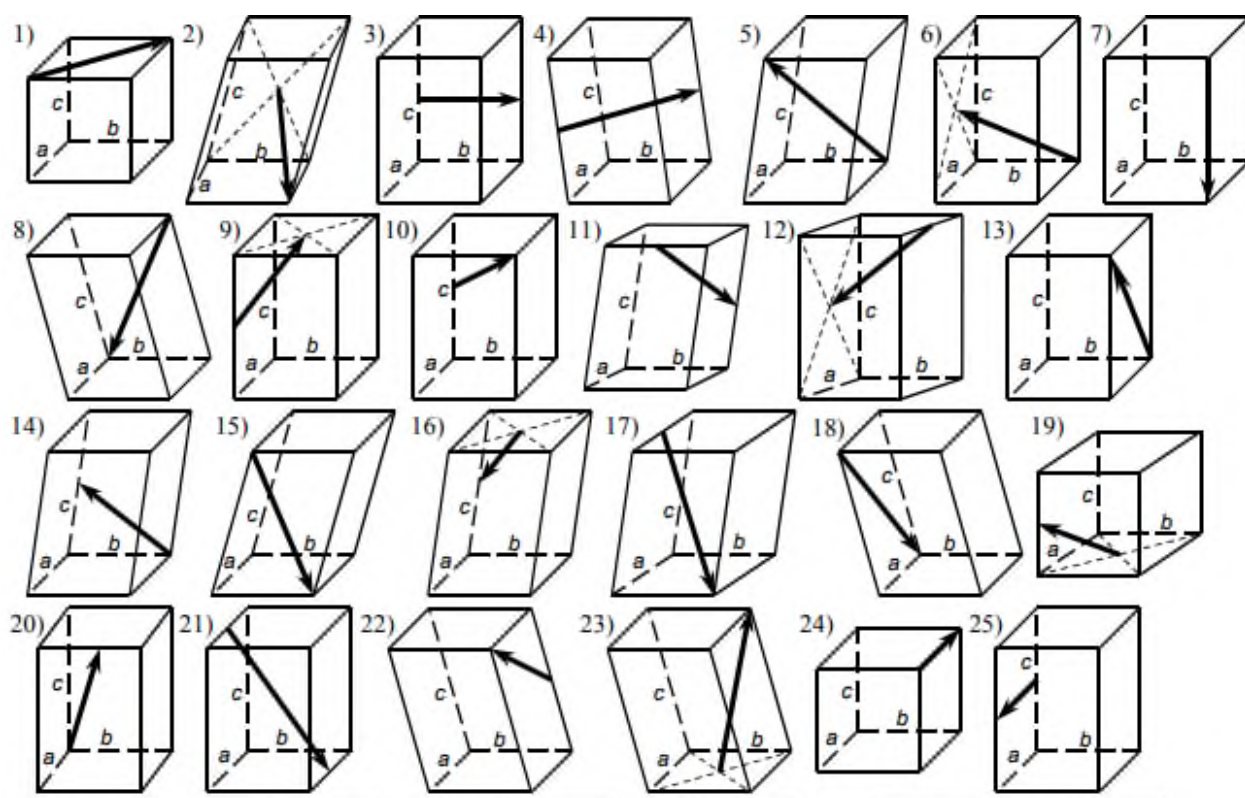 1) 2) 3) 4) 5) 6) 7)
c c c c c c c
a b a b a b a b a b a b a b
8) 9) 10) 11) 12) 13)
c c c c c c
a b a b a b a b a b a b
14) 15) 16) 17) 18) 19)
c c c c c c
a b a b a b a b a b a b
20) 21) 22) 23) 24) 25)
c c c c c c
a b a b a b a b a b a b